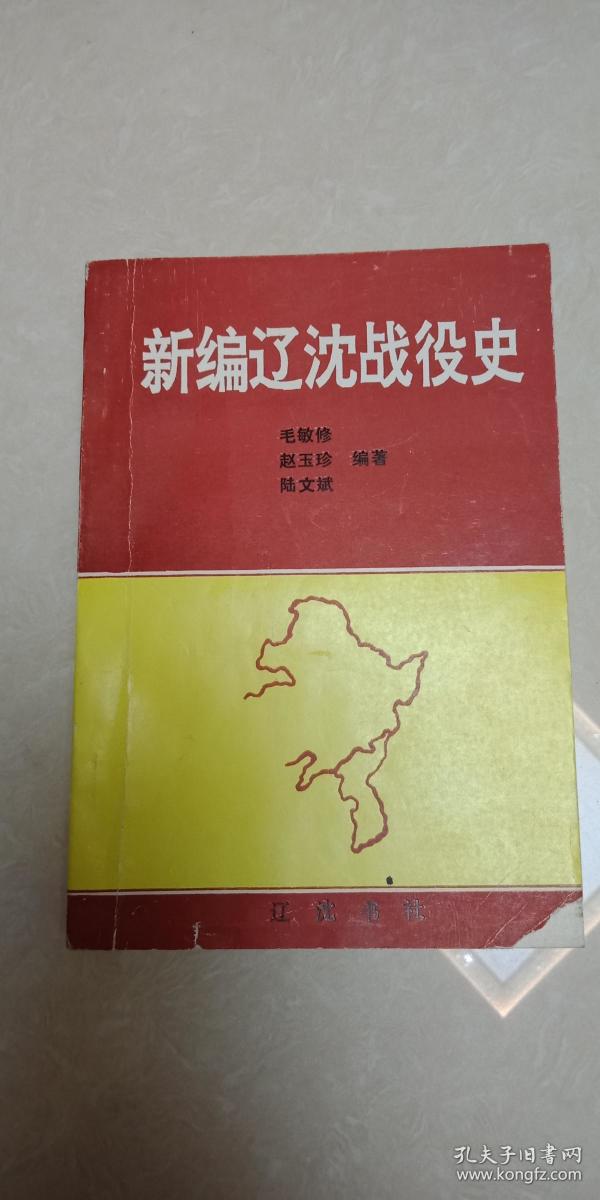 新编辽沈战役史
毛敏修
赵玉珍 编著
陆文斌
辽沈书社
孔夫子旧书网
www.kongfz.com